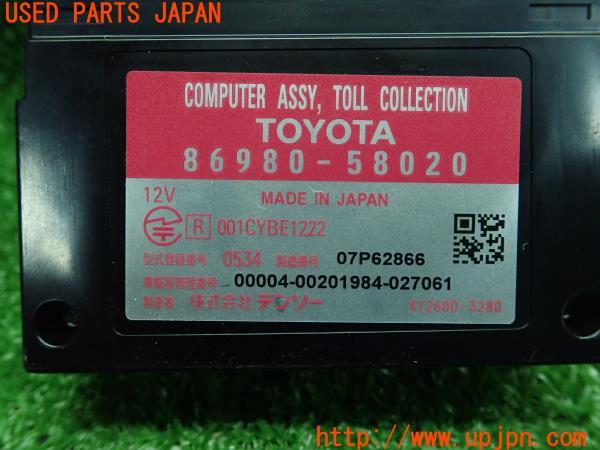 USED PARTS JAPAN
COMPUTER ASSY, TOLL COLLECTION
TOYOTA
86980-58020
12V
MADE IN JAPAN
R 001CYBE1222
型式登録番号 0534 製造番号 07P62866
車載器管理番号 00004-00201984-027061
製造者 株式会社 デンソー 412600-3280
URL:http://www.upjpn.com